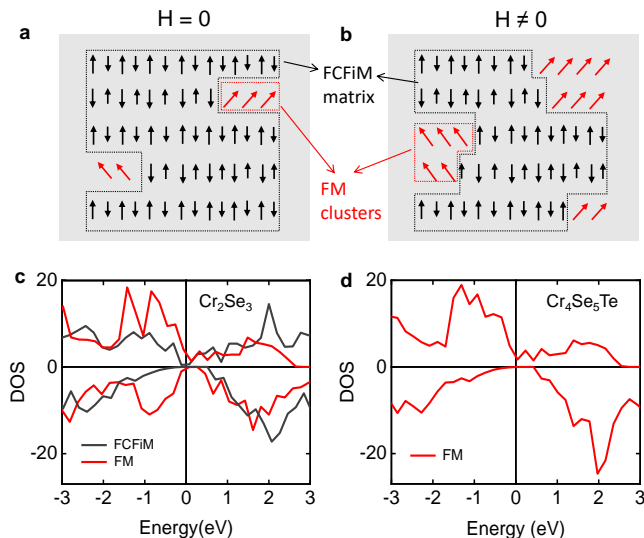 H = 0
H ≠ 0
a
b
FCFiM
matrix
FM
clusters
c
d
20
0
-20
DOS
Cr₂Se₃
FCFiM
FM
-3 -2 -1 0 1 2 3
Energy(eV)
20
0
-20
DOS
Cr₄Se₅Te
FM
-3 -2 -1 0 1 2 3
Energy (eV)